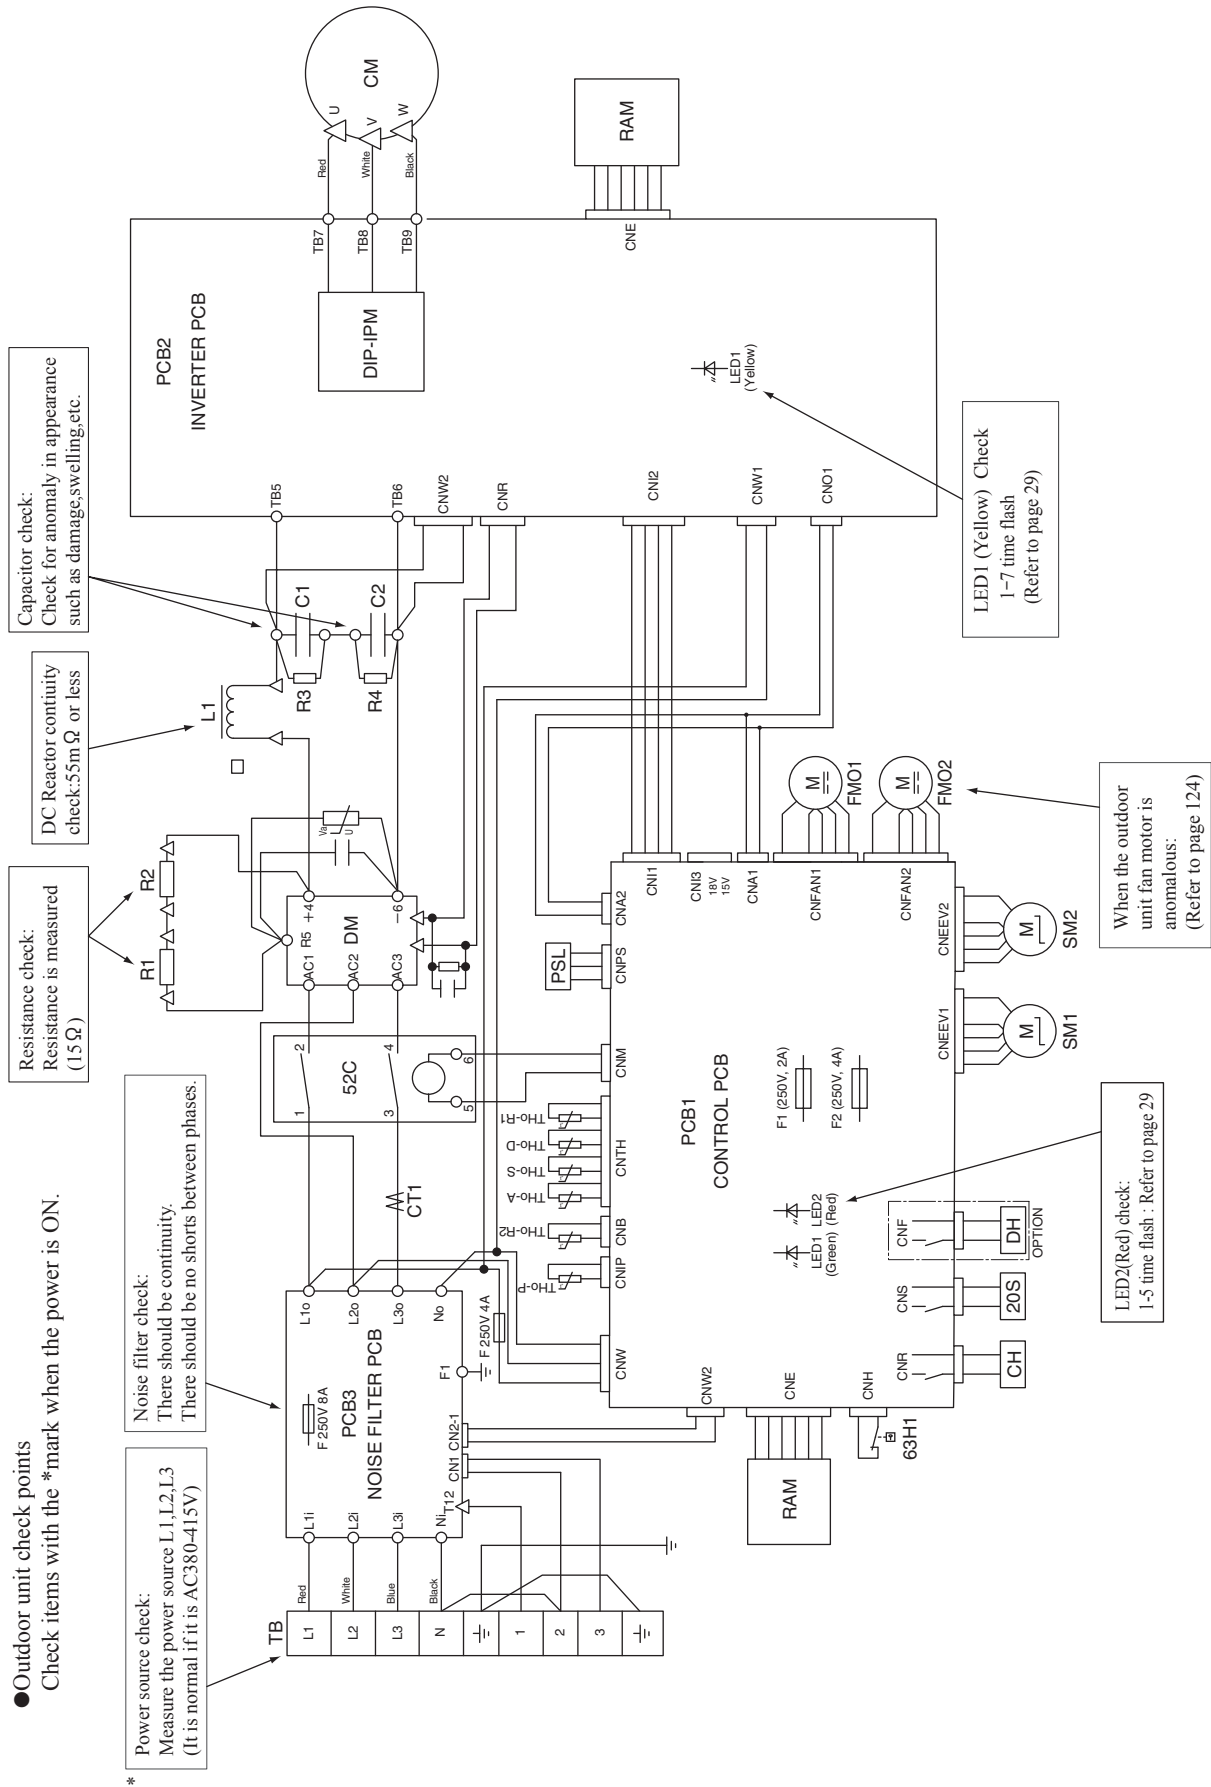 ●Outdoor unit check points
Check items with the *mark when the power is ON.
*
Power source check:
Measure the power source L1,L2,L3
(It is normal if it is AC380-415V)
Noise filter check:
There should be continuity.
There should be no shorts between phases.
Resistance check:
Resistance is measured
(15Ω)
DC Reactor contiuity
check:55mΩ or less
Capacitor check:
Check for anomaly in appearance
such as damage,swelling,etc.
TB
L1
L2
L3
N
1
2
3
Red
White
Blue
Black
L1i
L2i
L3i
Ni
T12
F 250V 8A
PCB3
NOISE FILTER PCB
CN1
CN2-1
F1
L1o
L2o
L3o
No
F 250V 4A
CT1
1
2
3
4
52C
5
6
R1
R2
AC1
AC2
AC3
R5
+4
-6
DM
Va
U
L1
R3
R4
C1
C2
TB5
TB6
CNW2
CNR
CNI2
CNW1
CNO1
PCB2
INVERTER PCB
DIP-IPM
TB7
TB8
TB9
Red
White
Black
U
V
W
CM
CNE
RAM
LED1
(Yellow)
LED1 (Yellow) Check
1-7 time flash
(Refer to page 29)
THo-P
THo-R2
THo-A
THo-S
THo-D
THo-R1
CNW
CNIP
CNB
CNTH
CNM
PSL
CNPS
CNA2
PCB1
CONTROL PCB
F1 (250V, 2A)
F2 (250V, 4A)
LED1
(Green)
LED2
(Red)
CNW2
CNE
CNH
RAM
63H1
CNR
CH
CNS
20S
CNF
DH
OPTION
CNEEV1
SM1
M
CNEEV2
SM2
M
CNI1
CNI3
18V
15V
CNA1
CNFAN1
CNFAN2
M
FMO1
M
FMO2
LED2(Red) check:
1-5 time flash : Refer to page 29
When the outdoor
unit fan motor is
anomalous:
(Refer to page 124)